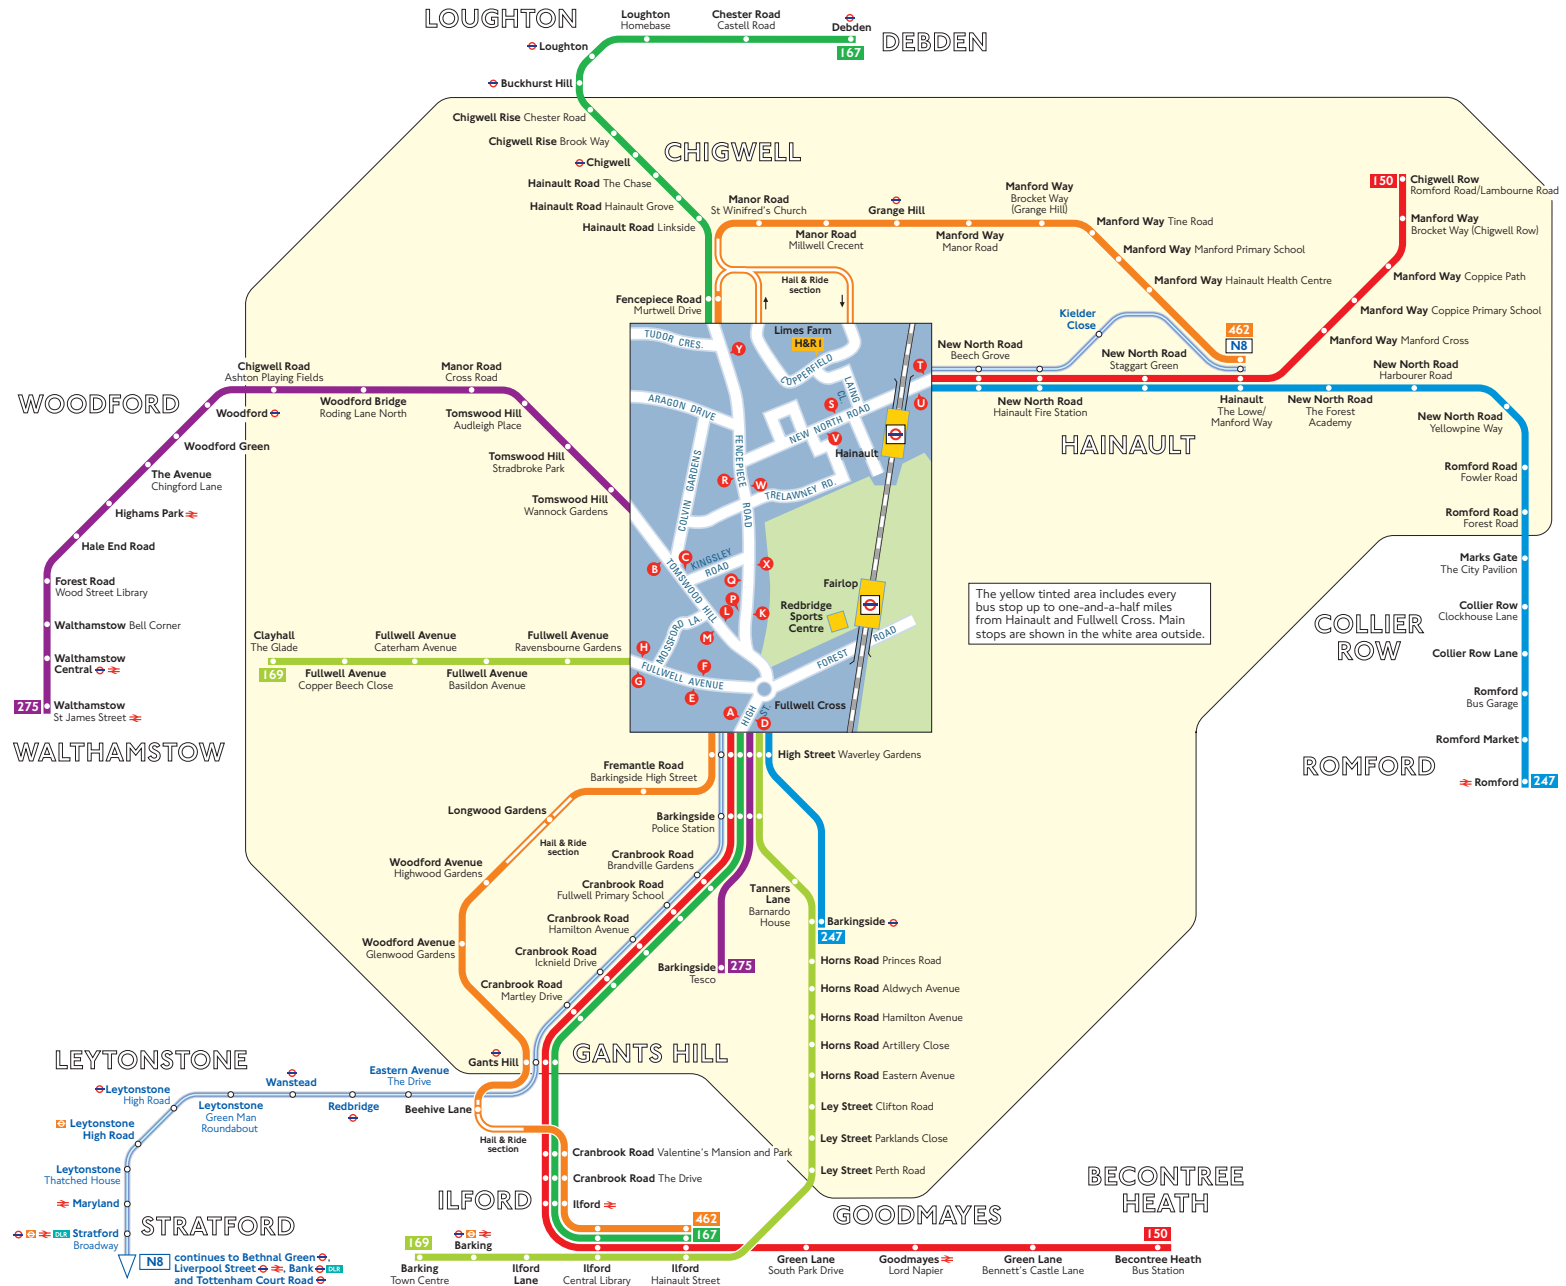 LOUGHTON
Loughton
Homebase
Chester Road
Castell Road
Debden
167
DEBDEN
Loughton
Buckhurst Hill
Chigwell Rise Chester Road
Chigwell Rise Brook Way
Chigwell
CHIGWELL
Hainault Road The Chase
Hainault Road Hainault Grove
Hainault Road Linkside
Fencepiece Road
Murtwell Drive
Manor Road
St Winifred's Church
Manor Road
Millwell Crecent
Grange Hill
Manford Way
Manor Road
Manford Way
Brocket Way
(Grange Hill)
Manford Way Tine Road
Manford Way Manford Primary School
Manford Way Hainault Health Centre
462
N8
Hail & Ride
section
150
Chigwell Row
Romford Road/Lambourne Road
Manford Way
Brocket Way (Chigwell Row)
Manford Way Coppice Path
Manford Way Coppice Primary School
Manford Way Manford Cross
Kielder
Close
New North Road
Beech Grove
New North Road
Staggart Green
New North Road
Hainault Fire Station
Hainault
The Lowe/
Manford Way
New North Road
The Forest
Academy
New North Road
Harbourer Road
New North Road
Yellowpine Way
HAINAULT
Romford Road
Fowler Road
Romford Road
Forest Road
Marks Gate
The City Pavilion
Collier Row
Clockhouse Lane
COLLIER
ROW
Collier Row Lane
Romford
Bus Garage
Romford Market
ROMFORD
Romford
247
WOODFORD
Chigwell Road
Ashton Playing Fields
Woodford
Woodford Bridge
Roding Lane North
Manor Road
Cross Road
Tomswood Hill
Audleigh Place
Tomswood Hill
Stradbroke Park
Tomswood Hill
Wannock Gardens
Woodford Green
The Avenue
Chingford Lane
Highams Park
Hale End Road
Forest Road
Wood Street Library
Walthamstow Bell Corner
Walthamstow
Central
275
Walthamstow
St James Street
WALTHAMSTOW
Clayhall
The Glade
169
Fullwell Avenue
Copper Beech Close
Fullwell Avenue
Caterham Avenue
Fullwell Avenue
Basildon Avenue
Fullwell Avenue
Ravensbourne Gardens
TUDOR CRES.
Y
Limes Farm
H&R1
COPPERFIELD
LAING
CL.
T
U
ARAGON DRIVE
S
NEW NORTH ROAD
V
Hainault
FENCEPIECE ROAD
COLVIN GARDENS
R
W
TRELAWNEY RD.
B
C
KINGSLEY
ROAD
TOMSWOOD HILL
X
Q
P
L
K
M
MOSSFORD LA.
H
G
F
E
FULLWELL AVENUE
Fairlop
Redbridge
Sports
Centre
FOREST ROAD
Fullwell Cross
A
HIGH ST.
D
The yellow tinted area includes every
bus stop up to one-and-a-half miles
from Hainault and Fullwell Cross. Main
stops are shown in the white area outside.
High Street Waverley Gardens
Fremantle Road
Barkingside High Street
Barkingside
Police Station
Longwood Gardens
Hail & Ride
section
Woodford Avenue
Highwood Gardens
Woodford Avenue
Glenwood Gardens
Cranbrook Road
Brandville Gardens
Cranbrook Road
Fullwell Primary School
Cranbrook Road
Hamilton Avenue
Cranbrook Road
Icknield Drive
Cranbrook Road
Martley Drive
Barkingside
Tesco
275
Tanners
Lane
Barnardo
House
Barkingside
247
Horns Road Princes Road
Horns Road Aldwych Avenue
Horns Road Hamilton Avenue
Horns Road Artillery Close
Horns Road Eastern Avenue
Ley Street Clifton Road
Ley Street Parklands Close
Ley Street Perth Road
Gants Hill
GANTS HILL
LEYTONSTONE
Leytonstone
High Road
Leytonstone
Green Man
Roundabout
Wanstead
Redbridge
Eastern Avenue
The Drive
Beehive Lane
Hail & Ride
section
Leytonstone
High Road
Leytonstone
Thatched House
Maryland
DLR Stratford
Broadway
STRATFORD
N8
continues to Bethnal Green,
Liverpool Street, Bank DLR
and Tottenham Court Road
Cranbrook Road Valentine's Mansion and Park
Cranbrook Road The Drive
Ilford
ILFORD
462
167
169
Barking
Barking
Town Centre
Ilford
Lane
Ilford
Central Library
Ilford
Hainault Street
GOODMAYES
BECONTREE
HEATH
150
Green Lane
South Park Drive
Goodmayes
Lord Napier
Green Lane
Bennett's Castle Lane
Becontree Heath
Bus Station